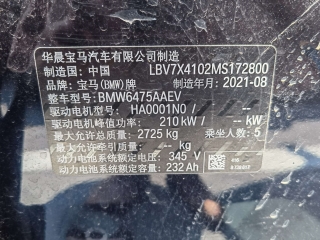 华晨宝马汽车有限公司制造
制造国：中国 LBV7X4102MS172800
品牌：宝马(BMW)牌 制造年月：2021-08
整车型号：BMW6475AAEV
驱动电机型号： HA0001N0 / --
驱动电机峰值功率： 210 kW / -- kW
最大允许总质量： 2725 kg 乘坐人数：5
最大允许牵引质量： -- kg
动力电池系统额定电压：345 V
动力电池系统额定容量：232 Ah